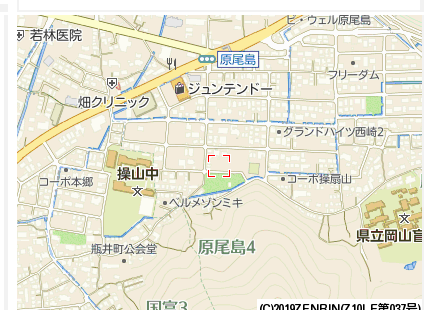 ビ・ウェル原尾島
若林医院
原尾島
フリーダム
ジュンテンドー
畑クリニック
グランドハイツ西崎2
操山中
コーポ本郷
コーポ操扇山
ベルメゾンミキ
県立岡山盲
瓶井町公会堂
原尾島4
国富3
(C)2019ZENRIN(Z10LE第037号)